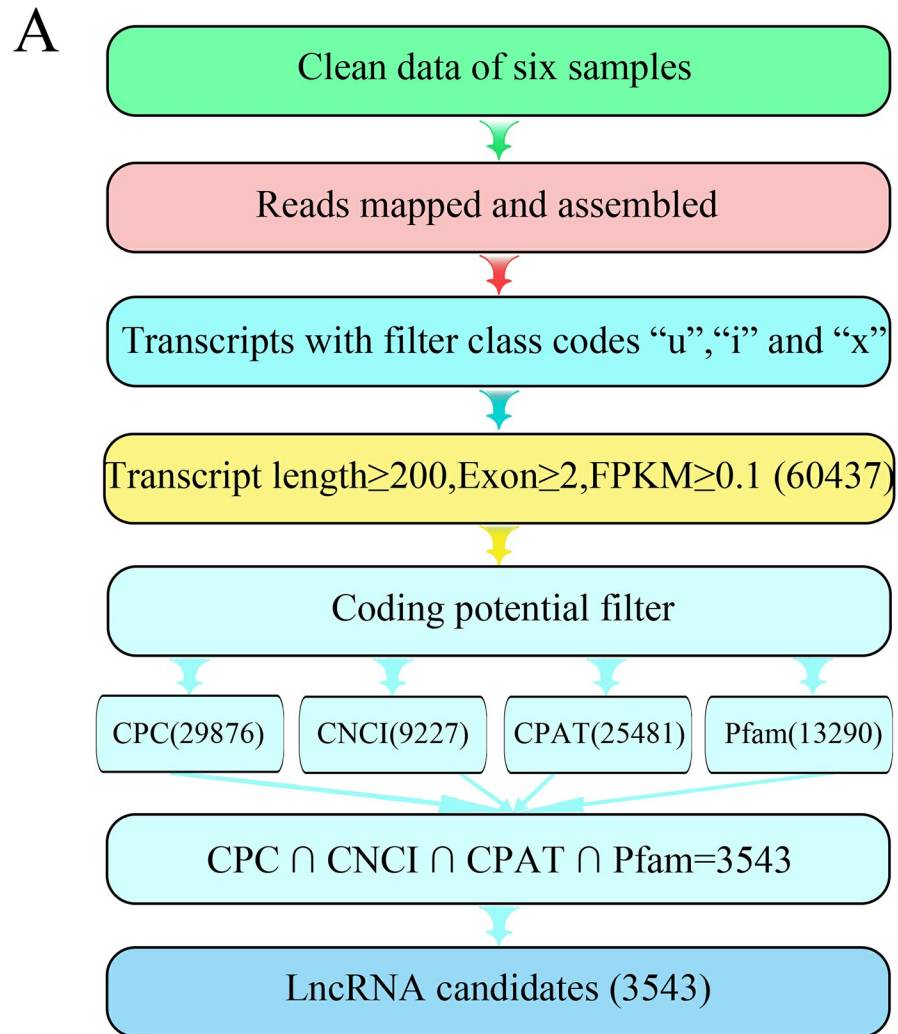 A
Clean data of six samples
Reads mapped and assembled
Transcripts with filter class codes “u”,“i” and “x”
Transcript length≥200,Exon≥2,FPKM≥0.1 (60437)
Coding potential filter
CPC(29876)
CNCI(9227)
CPAT(25481)
Pfam(13290)
CPC ∩ CNCI ∩ CPAT ∩ Pfam=3543
LncRNA candidates (3543)